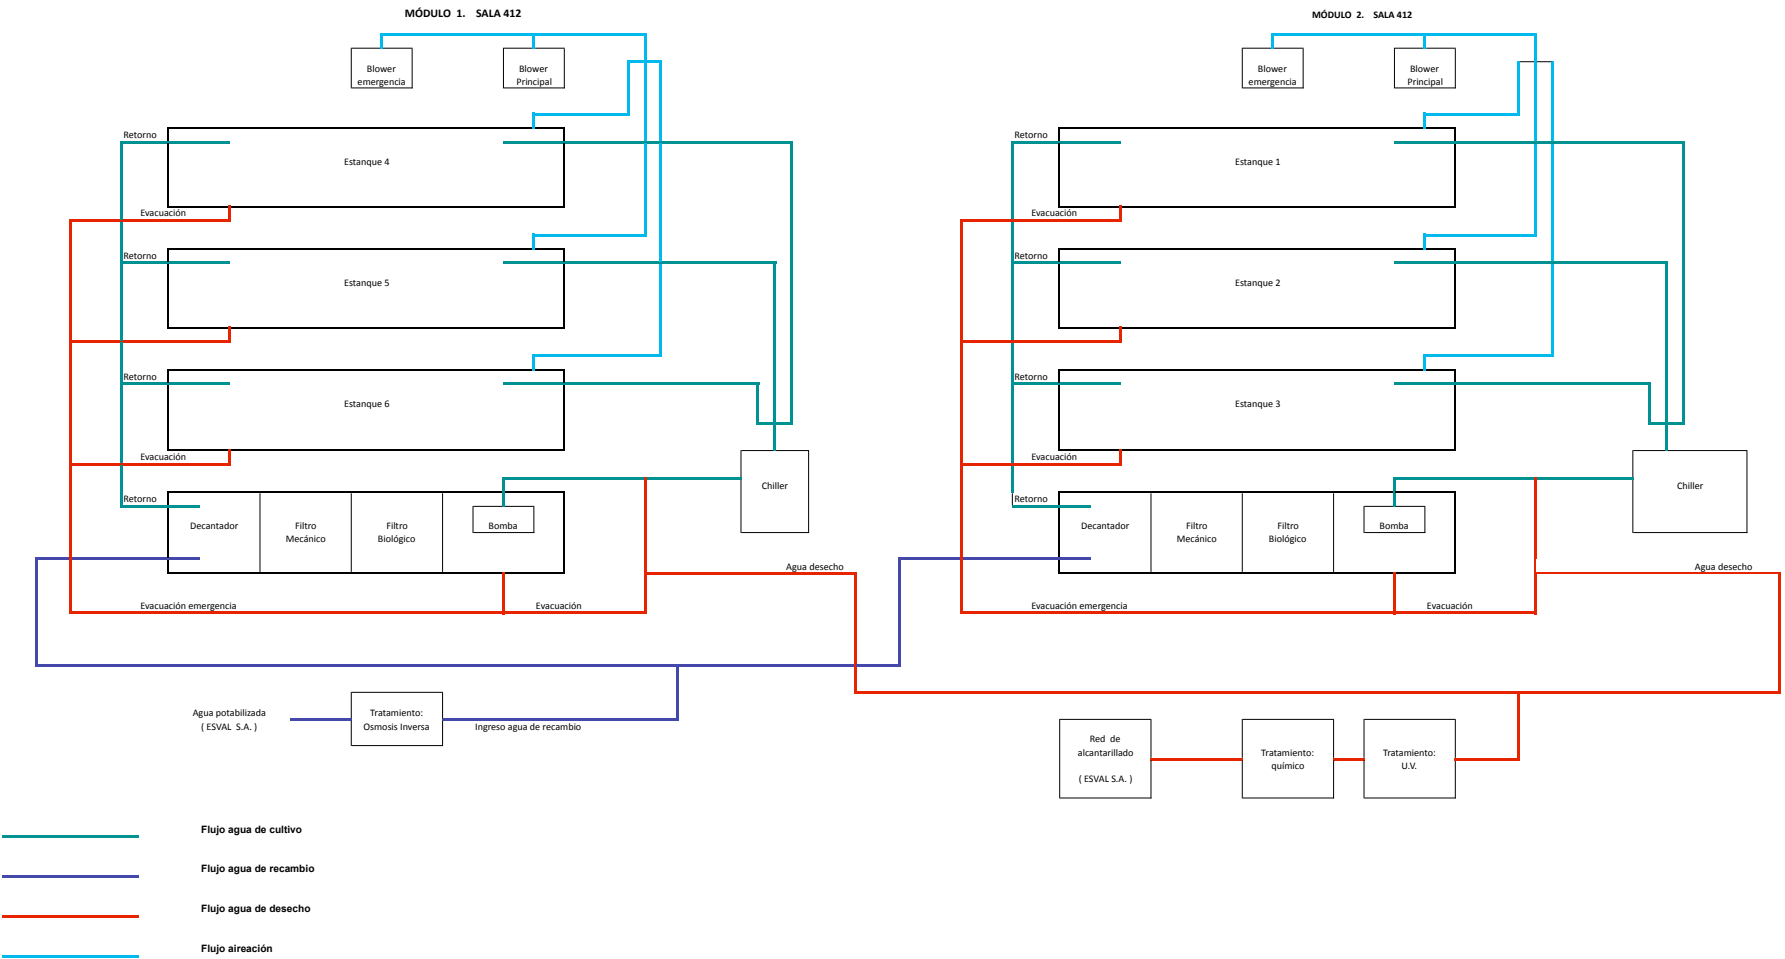 MÓDULO 1. SALA 412
Blower
emergencia
Blower
Principal
Retorno
Estanque 4
Evacuación
Retorno
Estanque 5
Retorno
Estanque 6
Evacuación
Retorno
Decantador
Filtro
Mecánico
Filtro
Biológico
Bomba
Chiller
Agua desecho
Evacuación emergencia
Evacuación
MÓDULO 2. SALA 412
Blower
emergencia
Blower
Principal
Retorno
Estanque 1
Evacuación
Retorno
Estanque 2
Retorno
Estanque 3
Evacuación
Retorno
Decantador
Filtro
Mecánico
Filtro
Biológico
Bomba
Chiller
Agua desecho
Evacuación emergencia
Evacuación
Agua potabilizada
( ESVAL S.A. )
Tratamiento:
Osmosis Inversa
Ingreso agua de recambio
Red de
alcantarillado
( ESVAL S.A. )
Tratamiento:
químico
Tratamiento:
U.V.
Flujo agua de cultivo
Flujo agua de recambio
Flujo agua de desecho
Flujo aireación